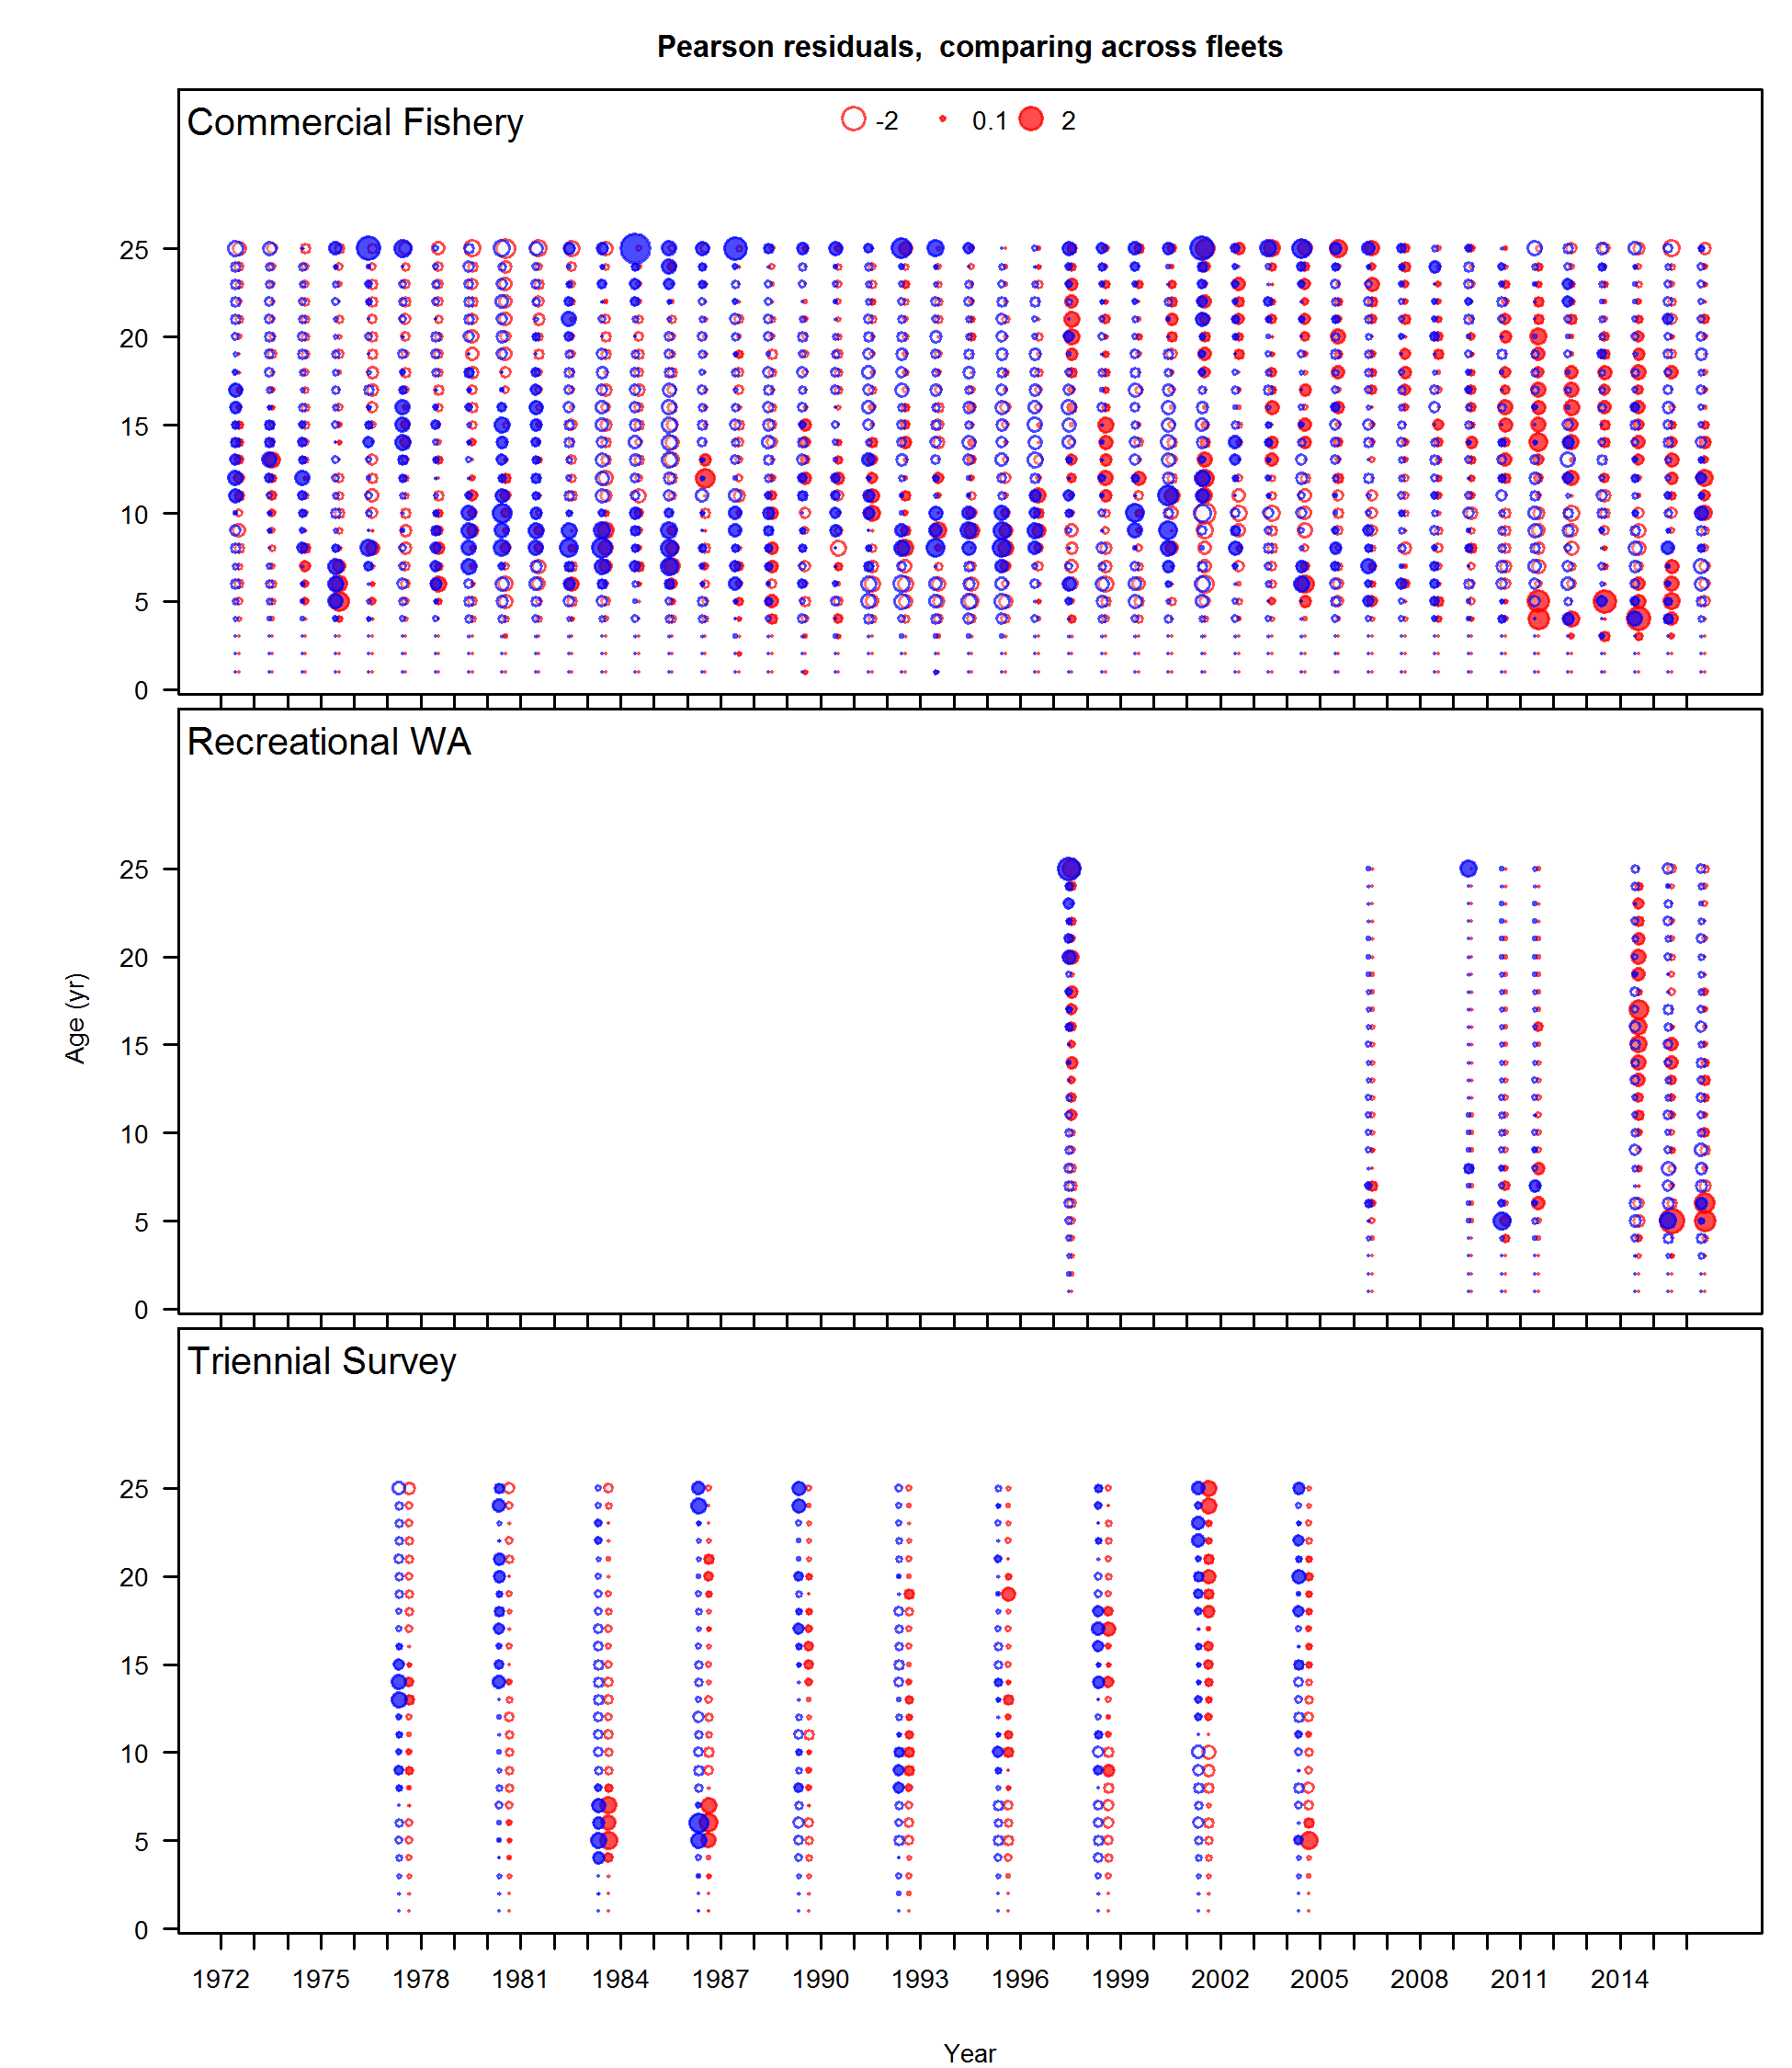 Pearson residuals,  comparing across fleets
Commercial Fishery
-2 0.1 2
25
20
15
10
5
0
Recreational WA
25
20
15
10
5
0
Age (yr)
Triennial Survey
25
20
15
10
5
0
1972 1975 1978 1981 1984 1987 1990 1993 1996 1999 2002 2005 2008 2011 2014
Year